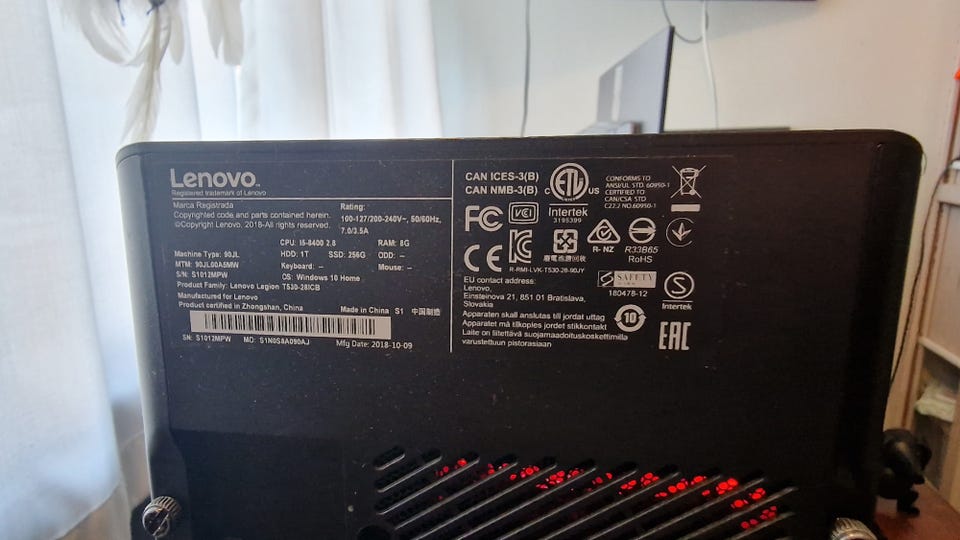 Lenovo™
Registered trademark of Lenovo
Marca Registrada
Copyrighted code and parts contained herein.
©Copyright Lenovo, 2018-All rights reserved.
Rating:
100-127/200-240V~, 50/60Hz,
7.0/3.5A
CPU: I5-8400 2.8 RAM: 8G
Machine Type: 90JL HDD: 1T SSD: 256G ODD: --
MTM: 90JL00A5MW Keyboard: -- Mouse: --
S/N: S1012MPW OS: Windows 10 Home
Product Family: Lenovo Legion T530-28ICB
Manufactured for Lenovo
Product certified in Zhongshan, China
Made in China S1 中国制造
SN: S1012MPW MO: S1N0S8A090AJ Mfg Date: 2018-10-09
CAN ICES-3(B)
CAN NMB-3(B)
C ETL US
Intertek
3195399
CONFORMS TO
ANSI/UL STD. 60950-1
CERTIFIED TO
CAN/CSA STD
C22.2 NO.60950-1
FC VCI
CE
R-RMI-LVK-T530-28-90JY
廢電池請回收
R- NZ
R33B65
RoHS
EU contact address:
Lenovo,
Einsteinova 21, 851 01 Bratislava,
Slovakia
SAFETY
180478-12
S
Intertek
Apparaten skall anslutas till jordat uttag
Apparatet må tilkoples jordet stikkontakt
Laite on liitettävä suojamaadoituskoskettimilla
varustettuun pistorasiaan
10
EAC